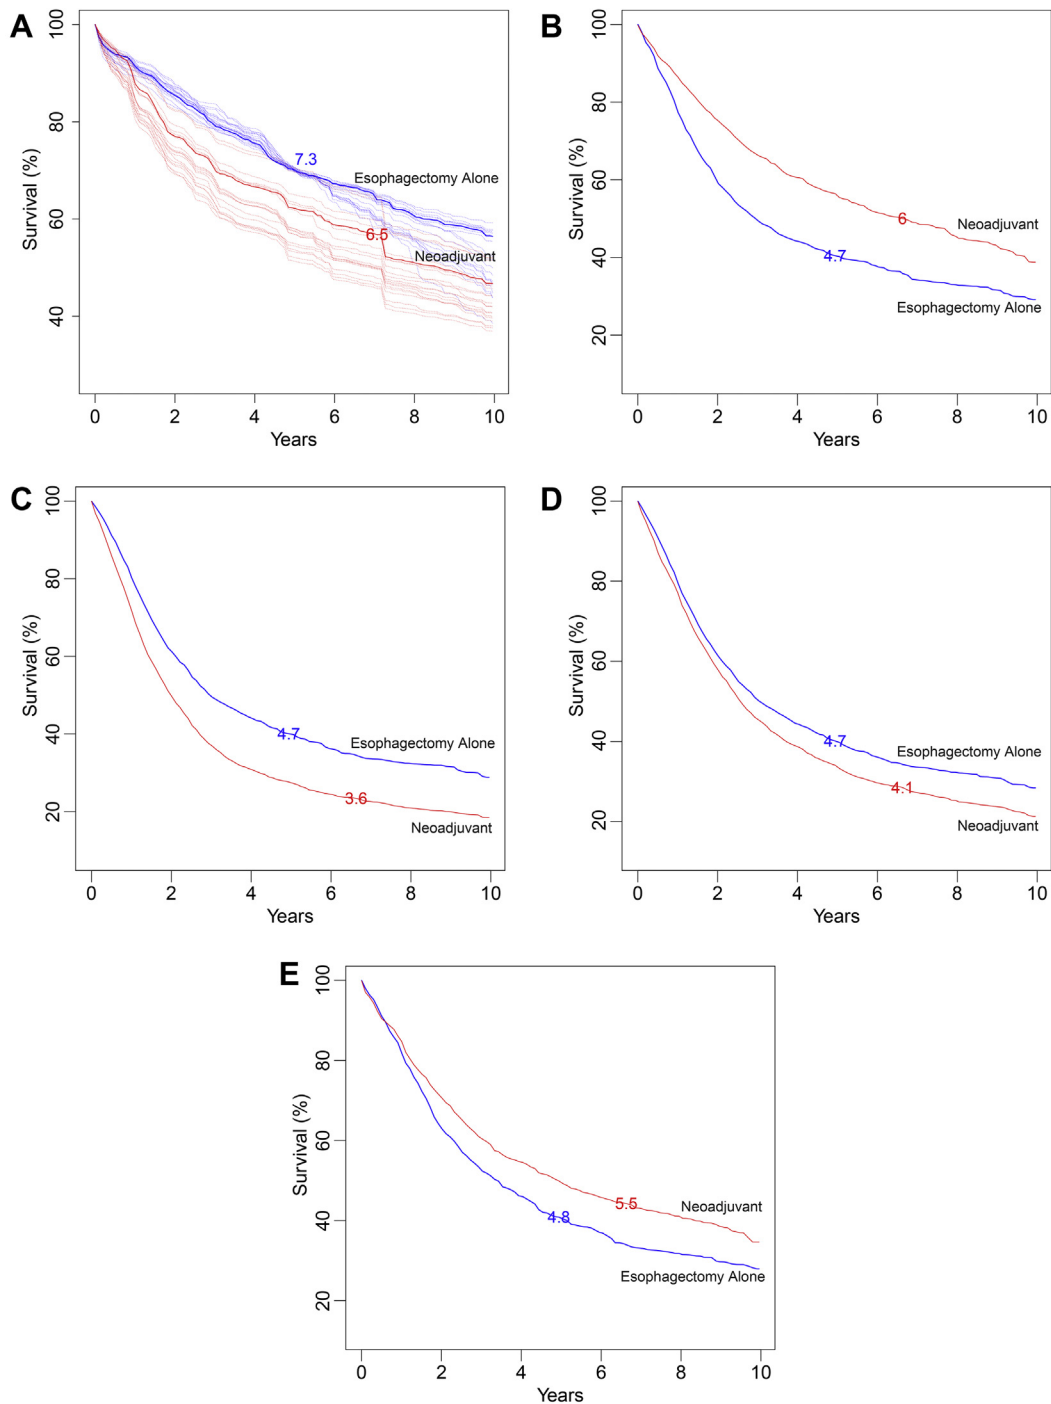 A
Survival (%)
100
80
60
40
7.3
Esophagectomy Alone
6.5
Neoadjuvant
0 2 4 6 8 10
Years
B
Survival (%)
100
80
60
40
20
6
Neoadjuvant
4.7
Esophagectomy Alone
0 2 4 6 8 10
Years
C
Survival (%)
100
80
60
40
20
4.7
Esophagectomy Alone
3.6
Neoadjuvant
0 2 4 6 8 10
Years
D
Survival (%)
100
80
60
40
20
4.7
Esophagectomy Alone
4.1
Neoadjuvant
0 2 4 6 8 10
Years
E
Survival (%)
100
80
60
40
20
5.5
Neoadjuvant
4.8
Esophagectomy Alone
0 2 4 6 8 10
Years